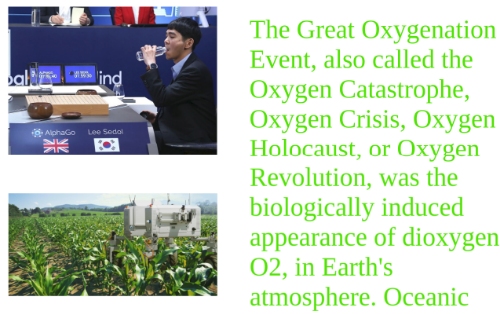 AlphaGo Lee Sedol
The Great Oxygenation
Event, also called the
Oxygen Catastrophe,
Oxygen Crisis, Oxygen
Holocaust, or Oxygen
Revolution, was the
biologically induced
appearance of dioxygen
O2, in Earth's
atmosphere. Oceanic